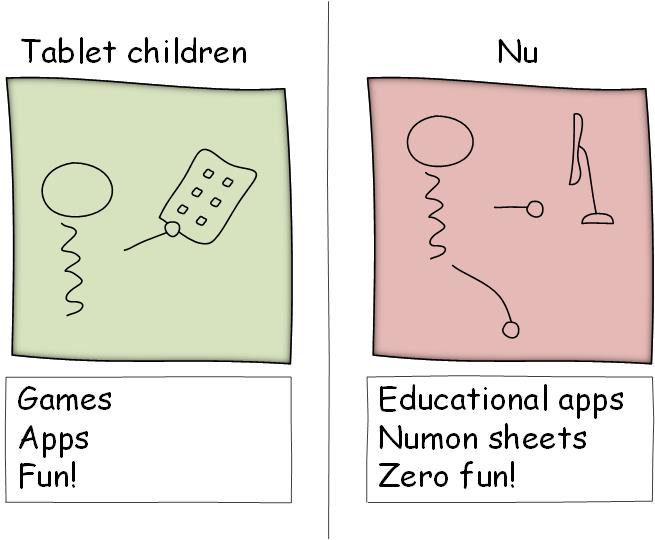 Tablet children
Games
Apps
Fun!
Nu
Educational apps
Numon sheets
Zero fun!